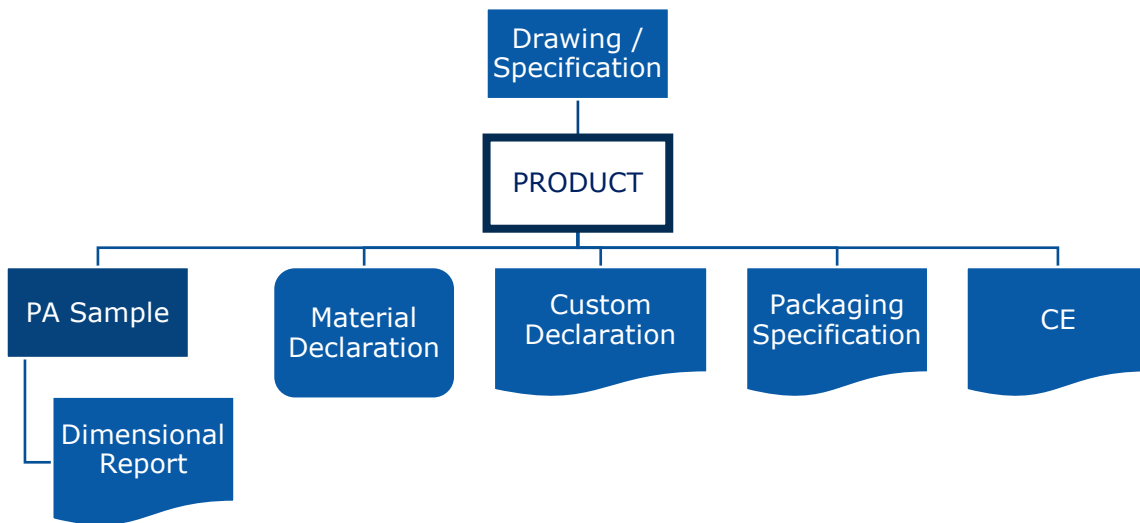 Drawing /
Specification
PRODUCT
PA Sample
Material
Declaration
Custom
Declaration
Packaging
Specification
CE
Dimensional
Report